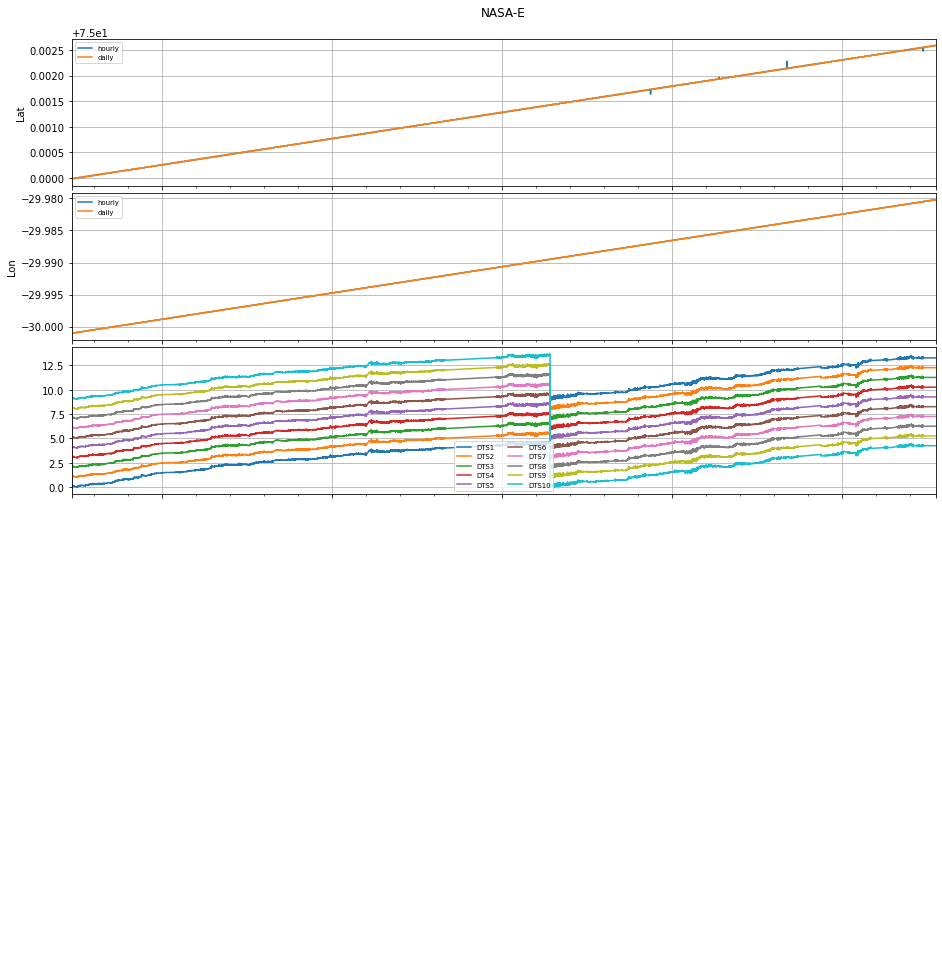 NASA-E
+7.5e1
hourly
daily
0.0025
0.0020
0.0015
0.0010
0.0005
0.0000
Lat
hourly
daily
−29.980
−29.985
−29.990
−29.995
−30.000
Lon
12.5
10.0
7.5
5.0
2.5
0.0
DTS1 DTS6
DTS2 DTS7
DTS3 DTS8
DTS4 DTS9
DTS5 DTS10